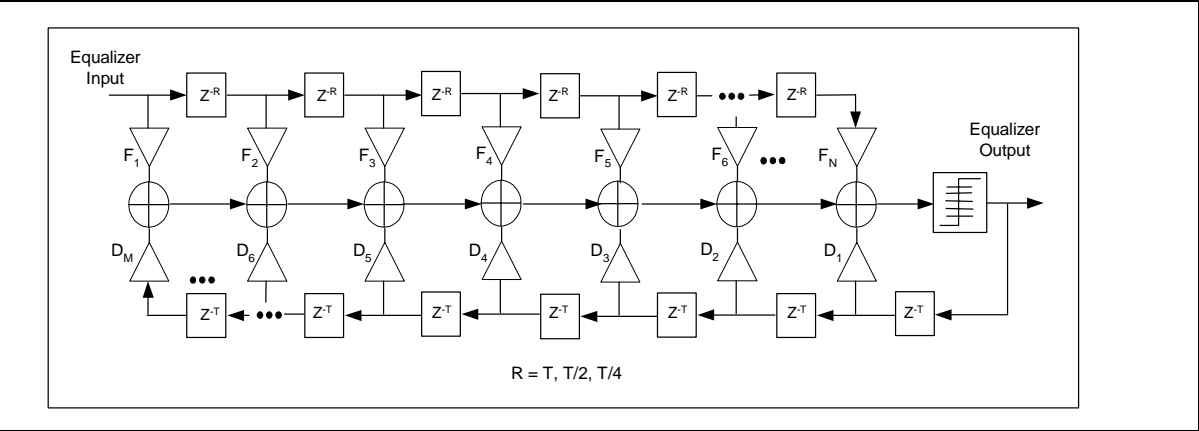 Equalizer
Input
Z-R Z-R Z-R Z-R Z-R ••• Z-R
Equalizer
Output
F1 F2 F3 F4 F5 F6 ••• FN
DM D6 D5 D4 D3 D2 D1
•••
Z-T ••• Z-T Z-T Z-T Z-T Z-T Z-T
R = T, T/2, T/4